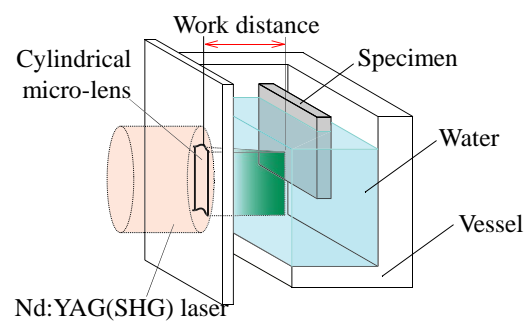 Work distance
Cylindrical
micro-lens
Specimen
Water
Vessel
Nd:YAG(SHG) laser